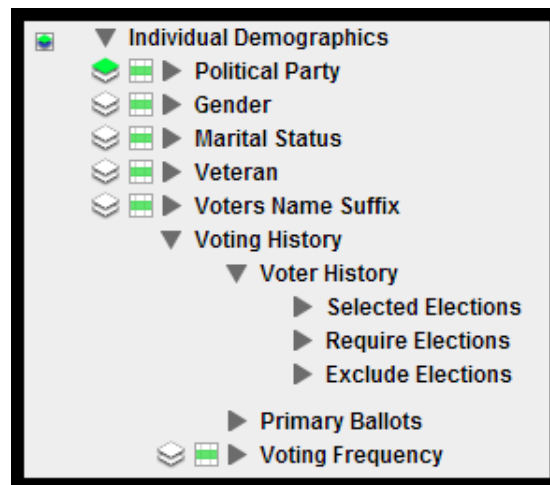 Individual Demographics
Political Party
Gender
Marital Status
Veteran
Voters Name Suffix
Voting History
Voter History
Selected Elections
Require Elections
Exclude Elections
Primary Ballots
Voting Frequency